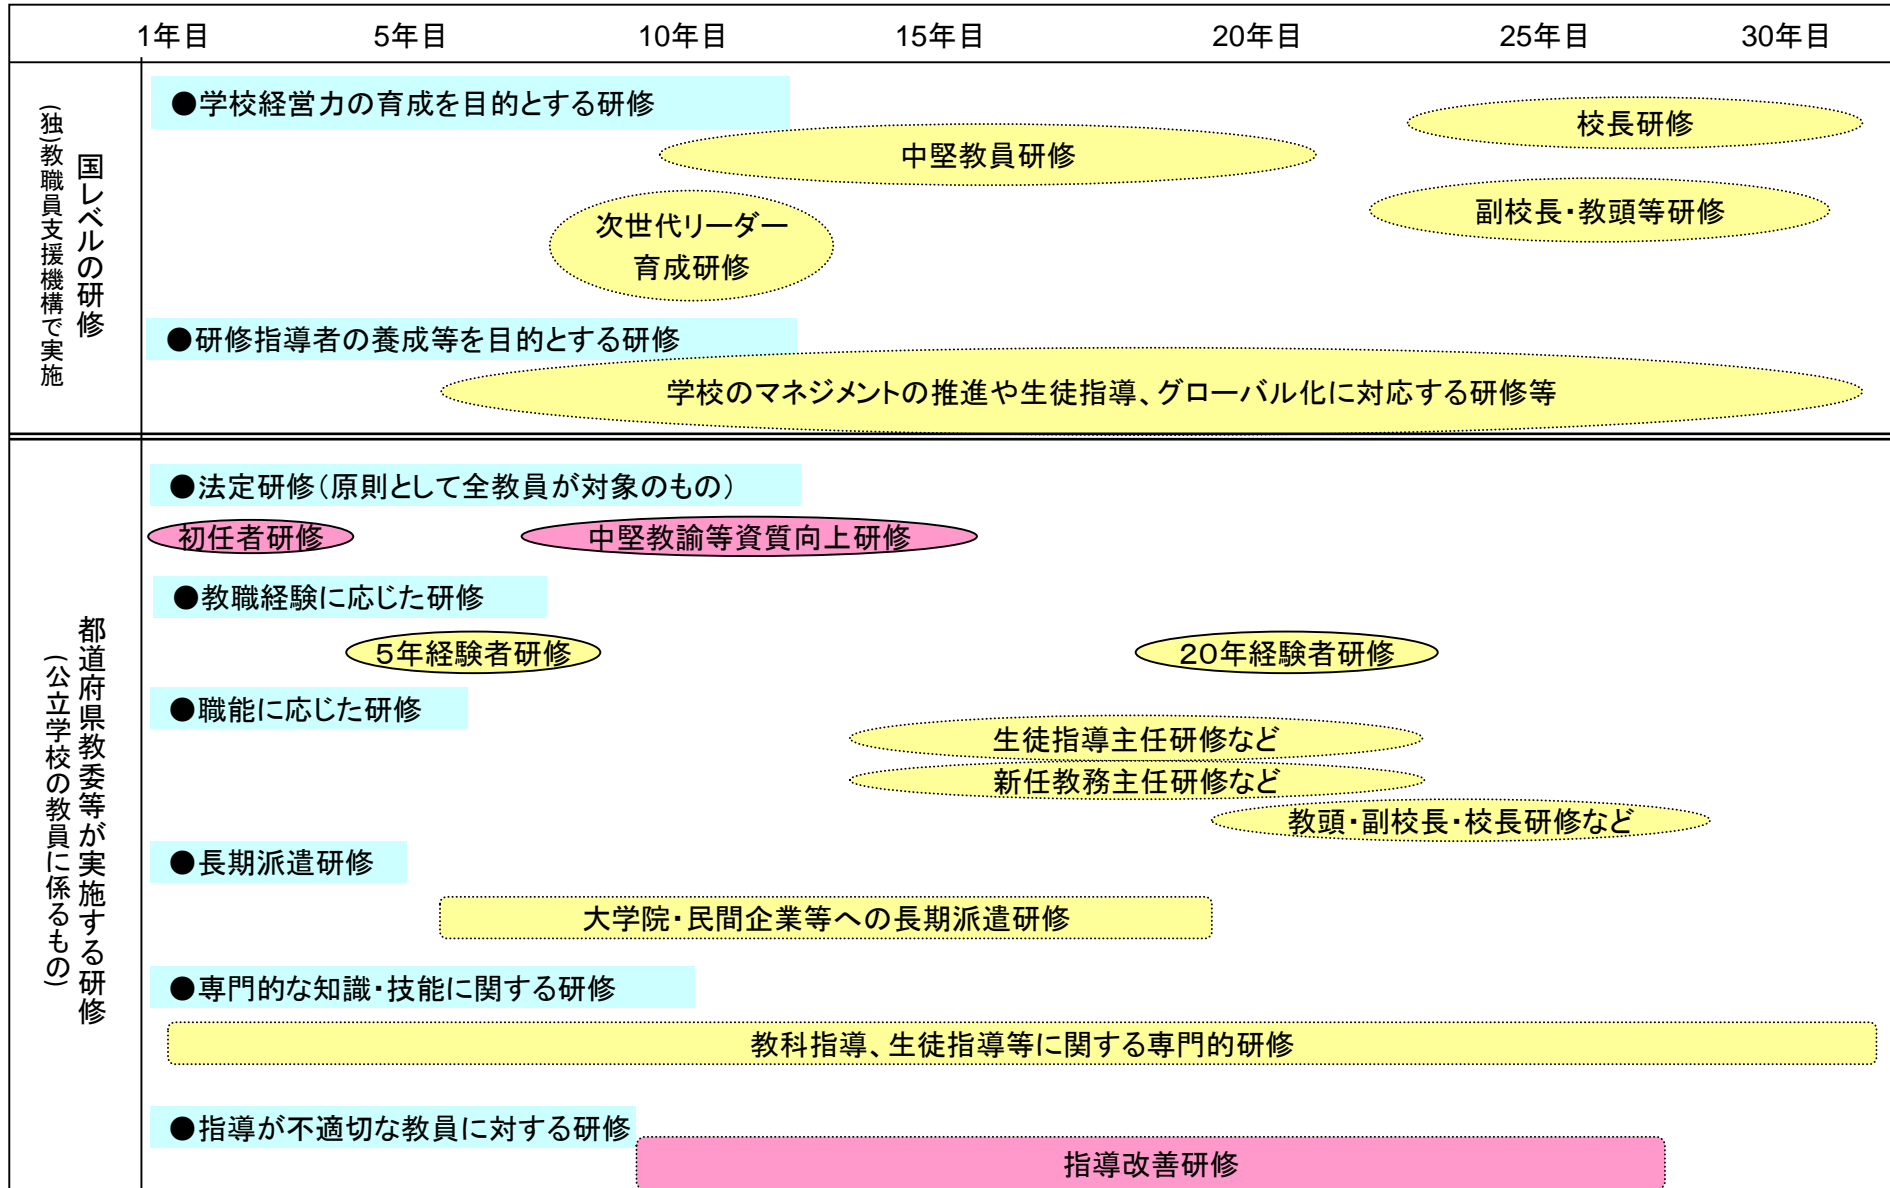 1年目 5年目 10年目 15年目 20年目 25年目 30年目
国レベルの研修
(独)教職員支援機構で実施
●学校経営力の育成を目的とする研修
校長研修
中堅教員研修
副校長・教頭等研修
次世代リーダー
育成研修
●研修指導者の養成等を目的とする研修
学校のマネジメントの推進や生徒指導、グローバル化に対応する研修等
都道府県教委等が実施する研修
(公立学校の教員に係るもの)
●法定研修(原則として全教員が対象のもの)
初任者研修 中堅教諭等資質向上研修
●教職経験に応じた研修
5年経験者研修 20年経験者研修
●職能に応じた研修
生徒指導主任研修など
新任教務主任研修など
教頭・副校長・校長研修など
●長期派遣研修
大学院・民間企業等への長期派遣研修
●専門的な知識・技能に関する研修
教科指導、生徒指導等に関する専門的研修
●指導が不適切な教員に対する研修
指導改善研修